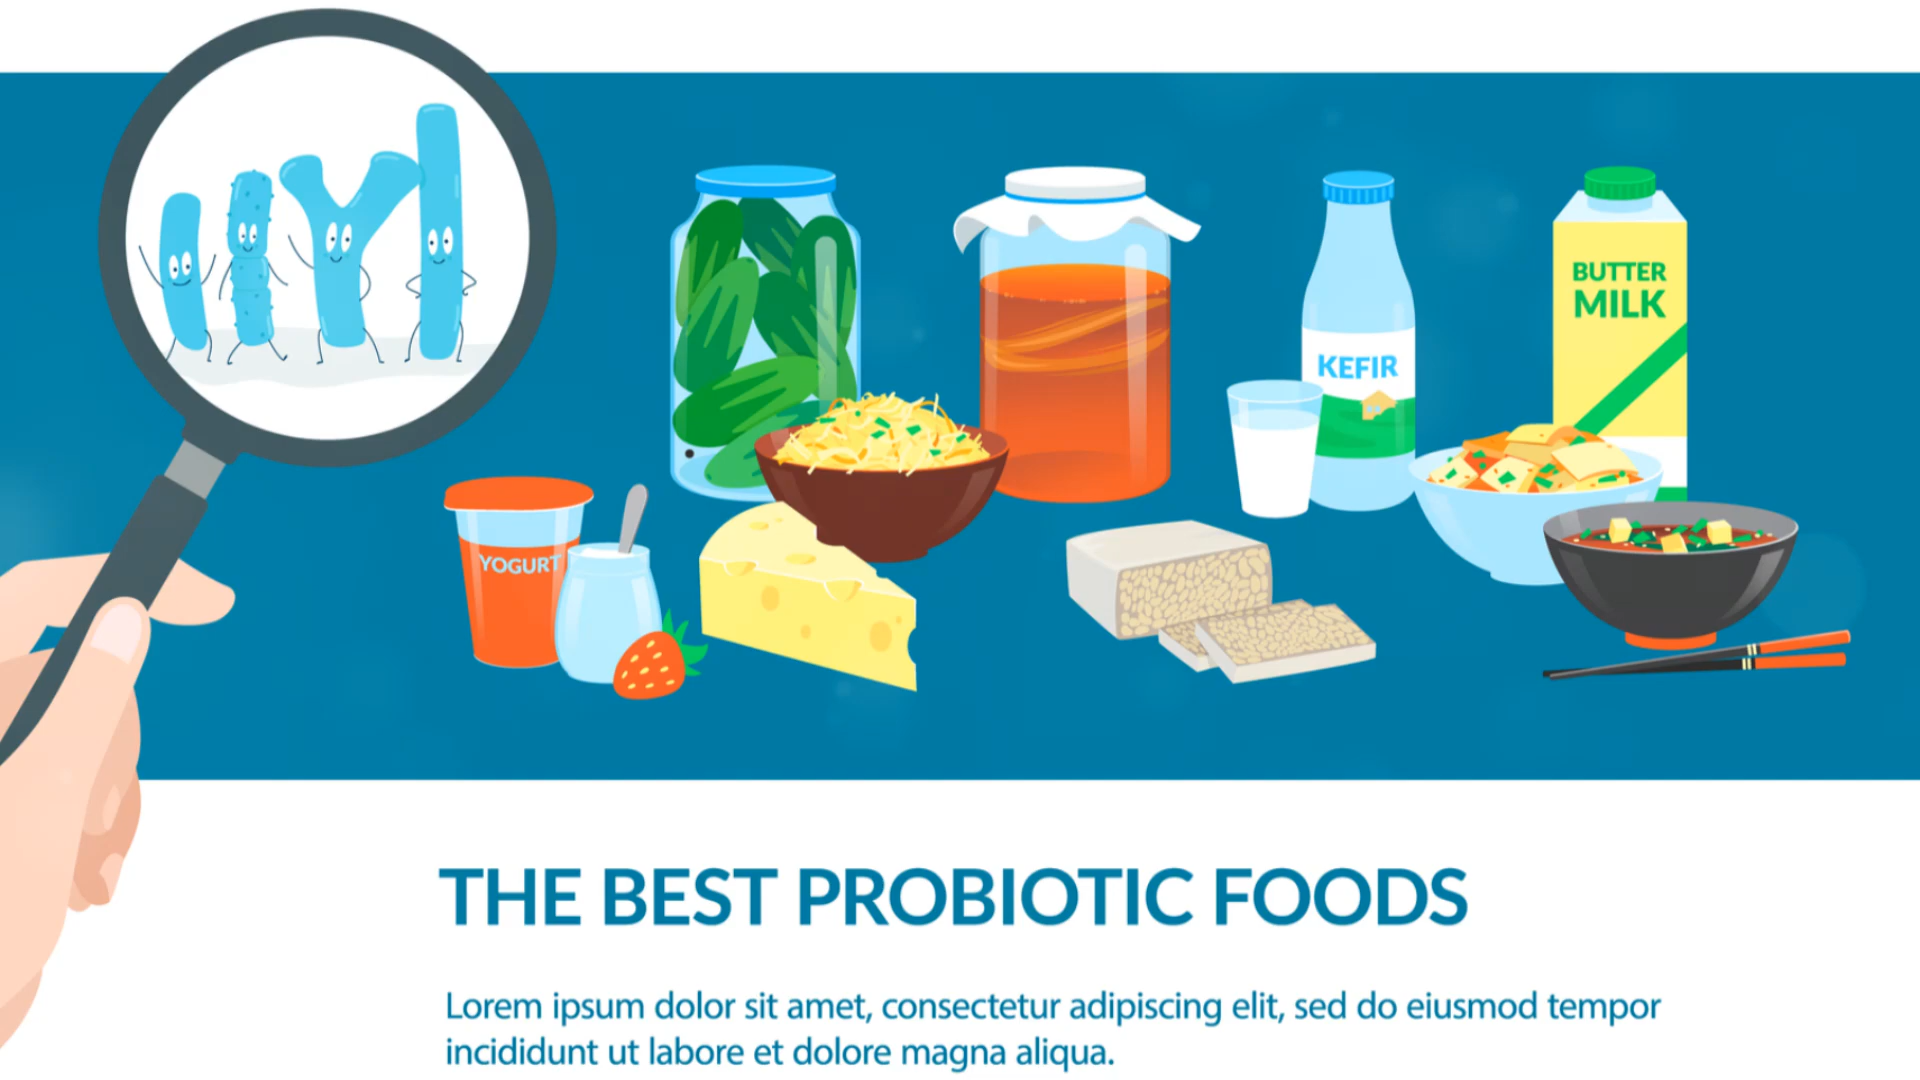 BUTTER
MILK
KEFIR
YOGURT
THE BEST PROBIOTIC FOODS
Lorem ipsum dolor sit amet, consectetur adipiscing elit, sed do eiusmod tempor
incididunt ut labore et dolore magna aliqua.